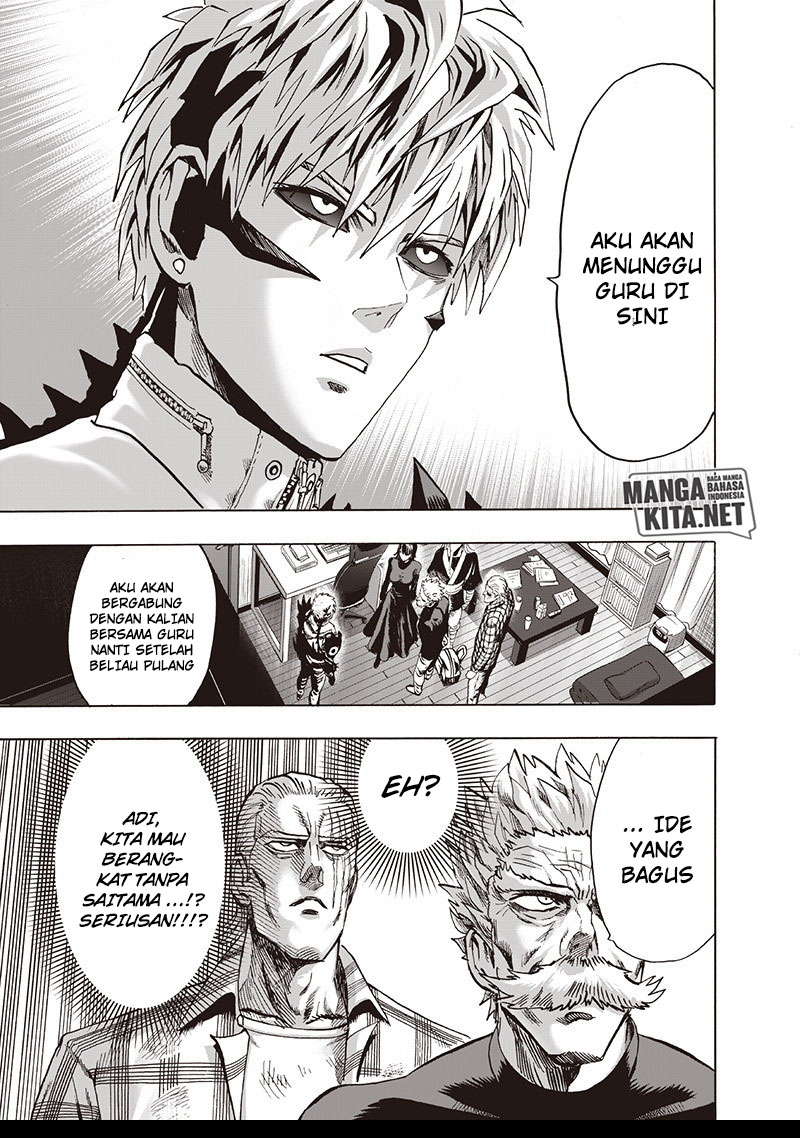 AKU AKAN
MENUNGGU
GURU DI
SINI
MANGA
KITA.NET
BACA MANGA
BAHASA
INDONESIA
AKU AKAN
BERGABUNG
DENGAN KALIAN
BERSAMA GURU
NANTI SETELAH
BELIAU PULANG
... IDE
YANG
BAGUS
EH?
ADI,
KITA MAU
BERANG-
KAT TANPA
SAITAMA ...!?
SERIUSAN!!!?